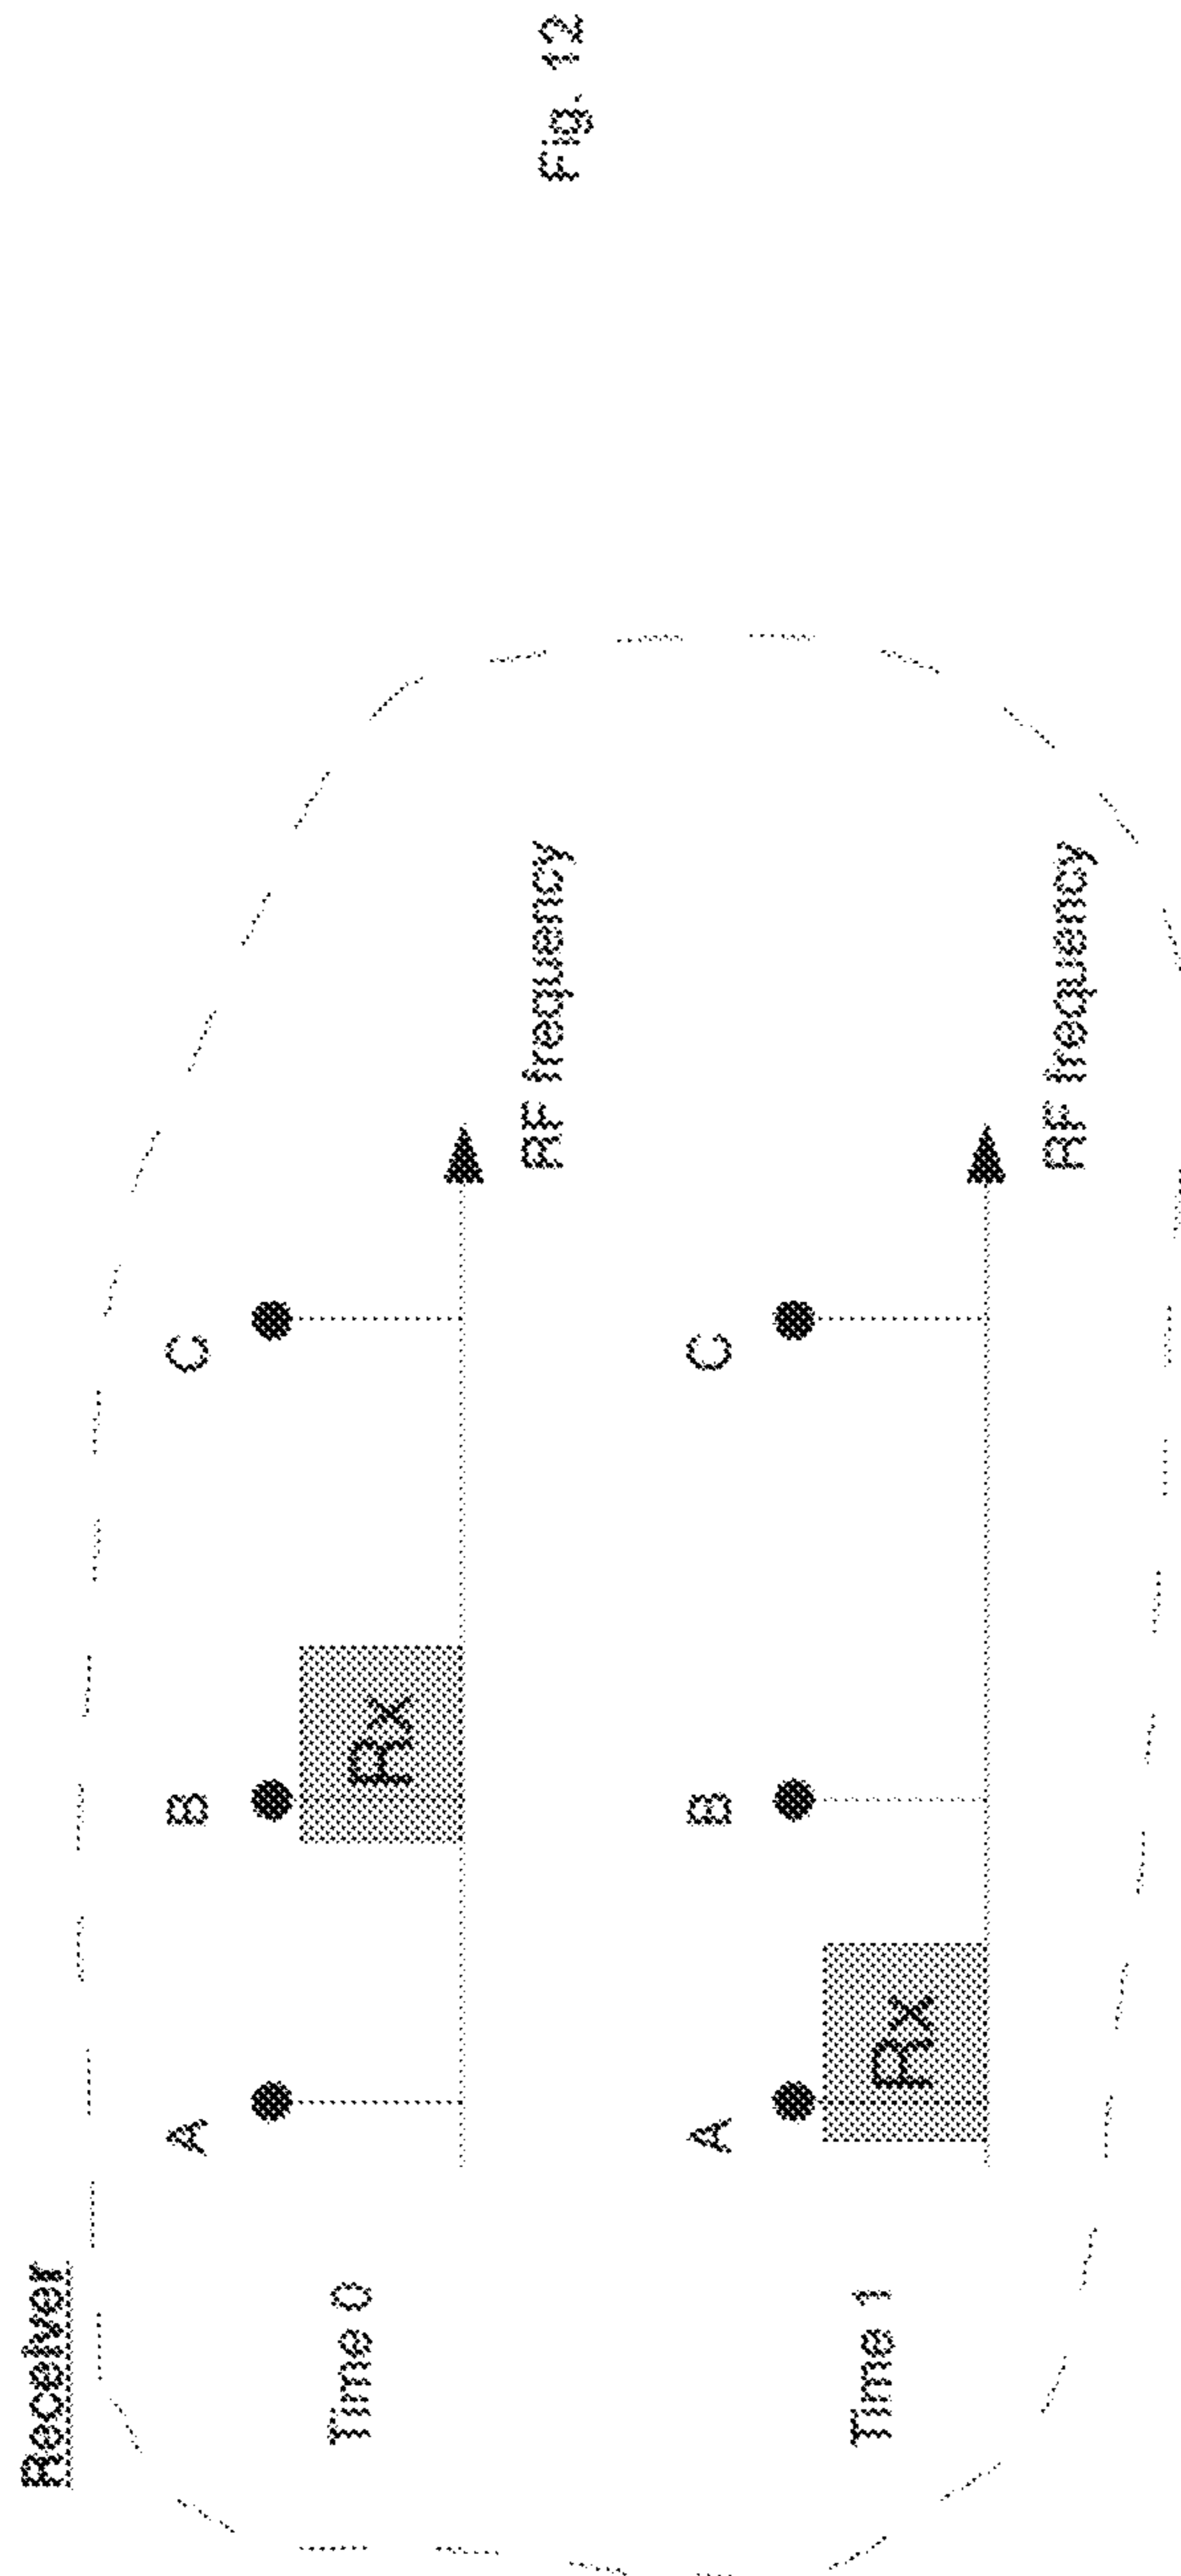 Receiver
A B C
Time 0
Rx
RF frequency
A B C
Time 1
Rx
RF frequency
Fig. 12